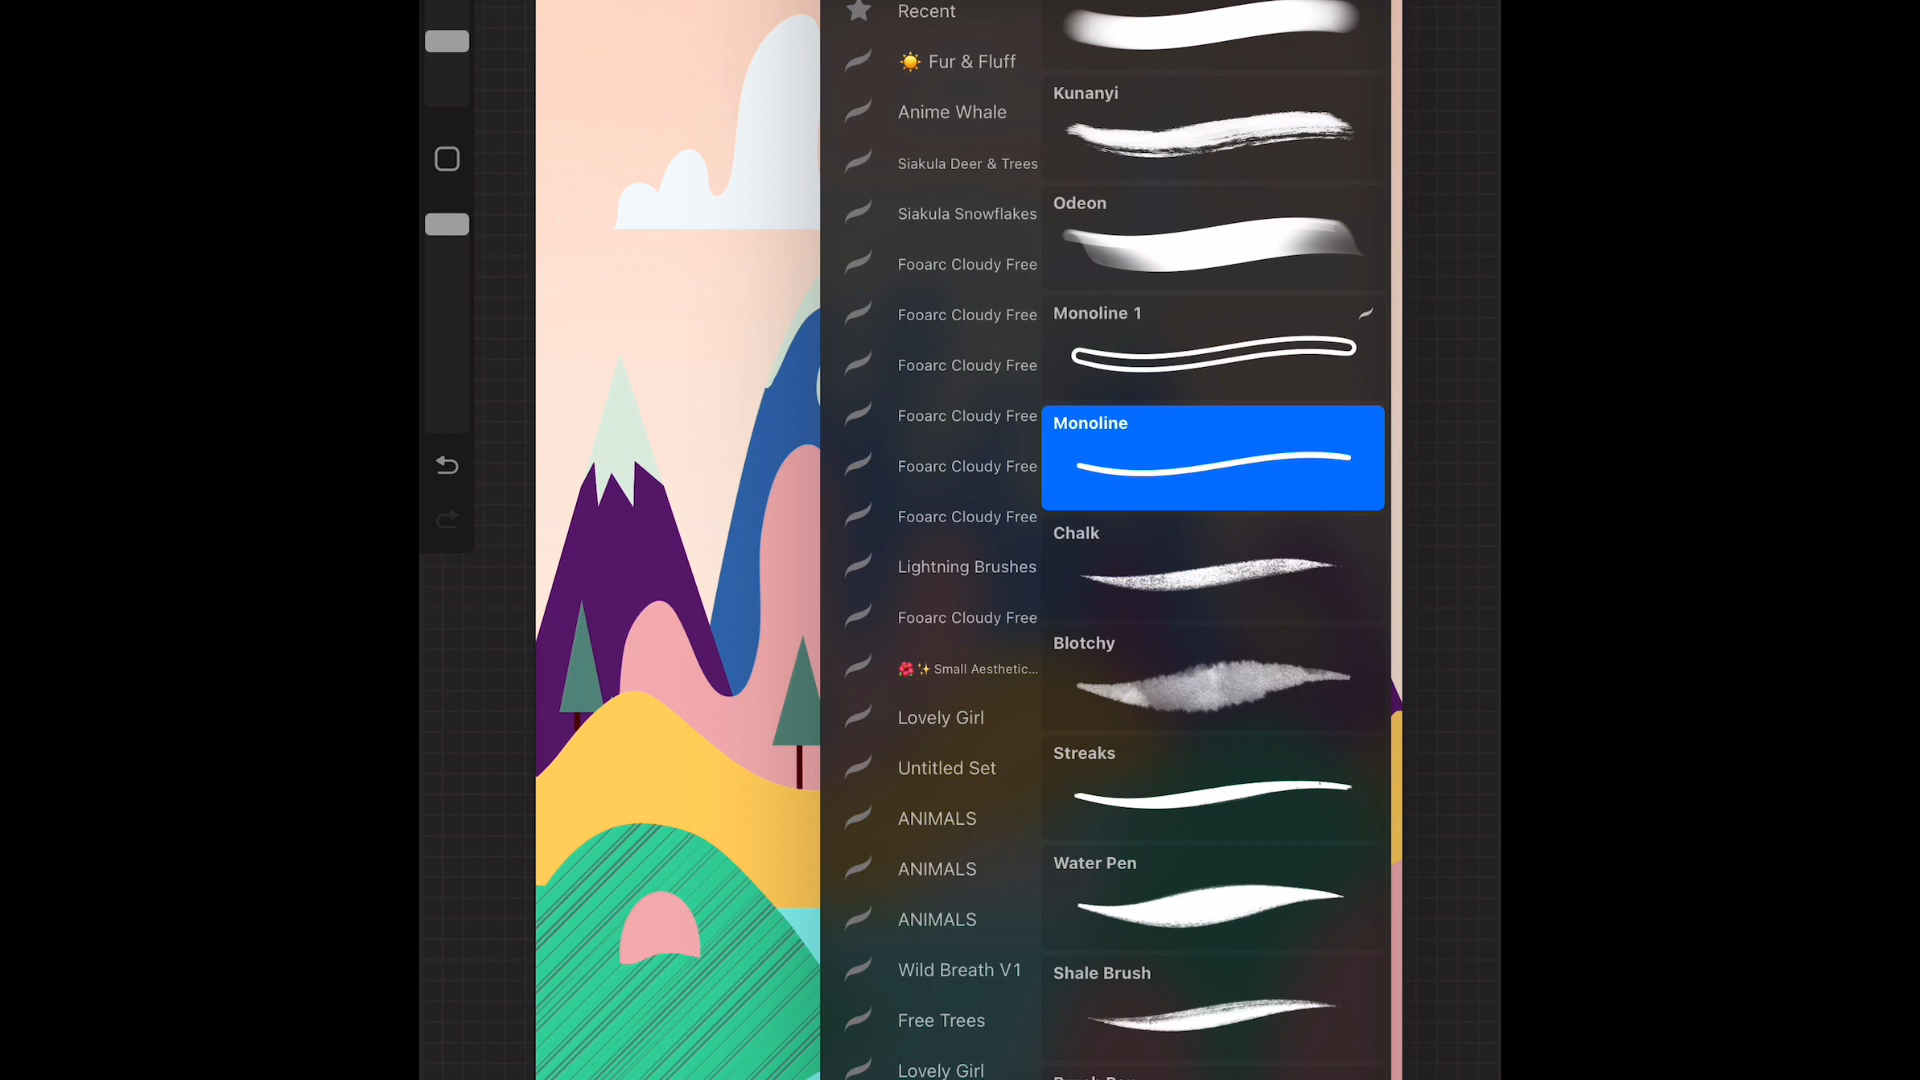 Recent
☀️ Fur & Fluff
Anime Whale
Siakula Deer & Trees
Siakula Snowflakes
Fooarc Cloudy Free
Fooarc Cloudy Free
Fooarc Cloudy Free
Fooarc Cloudy Free
Fooarc Cloudy Free
Fooarc Cloudy Free
Lightning Brushes
Fooarc Cloudy Free
🌺✨ Small Aesthetic...
Lovely Girl
Untitled Set
ANIMALS
ANIMALS
ANIMALS
Wild Breath V1
Free Trees
Lovely Girl
Kunanyi
Odeon
Monoline 1
Monoline
Chalk
Blotchy
Streaks
Water Pen
Shale Brush